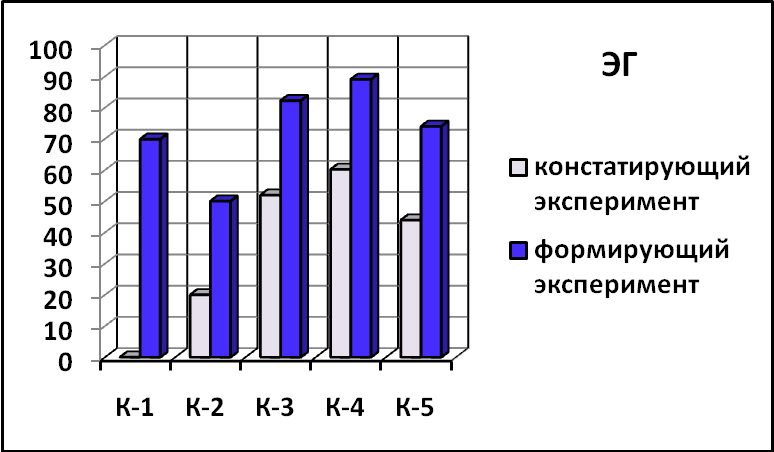 ЭГ
100
90
80
70
60
50
40
30
20
10
0
К-1 К-2 К-3 К-4 К-5
констатирующий
эксперимент
формирующий
эксперимент